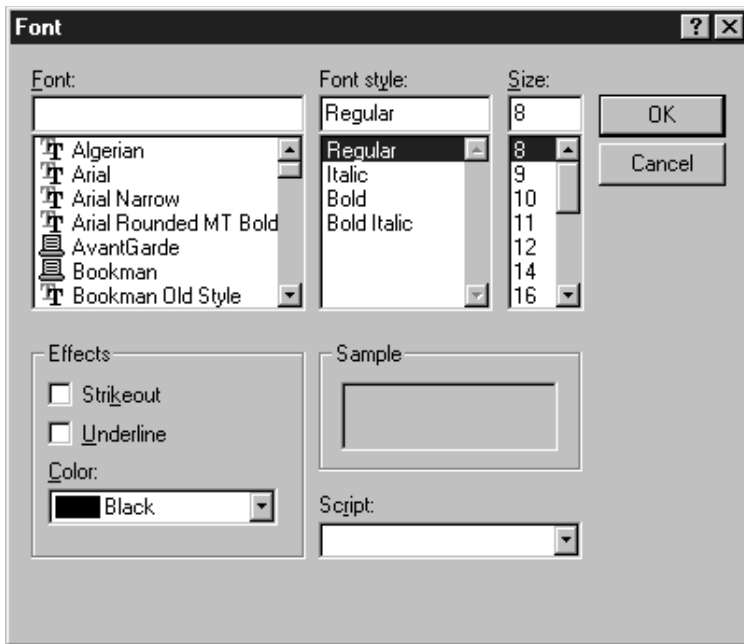 Font
Font:
Font style:
Size:
Regular
8
OK
Cancel
Algerian
Arial
Arial Narrow
Arial Rounded MT Bold
AvantGarde
Bookman
Bookman Old Style
Regular
Italic
Bold
Bold Italic
8
9
10
11
12
14
16
Effects
Strikeout
Underline
Color:
Black
Sample
Script: